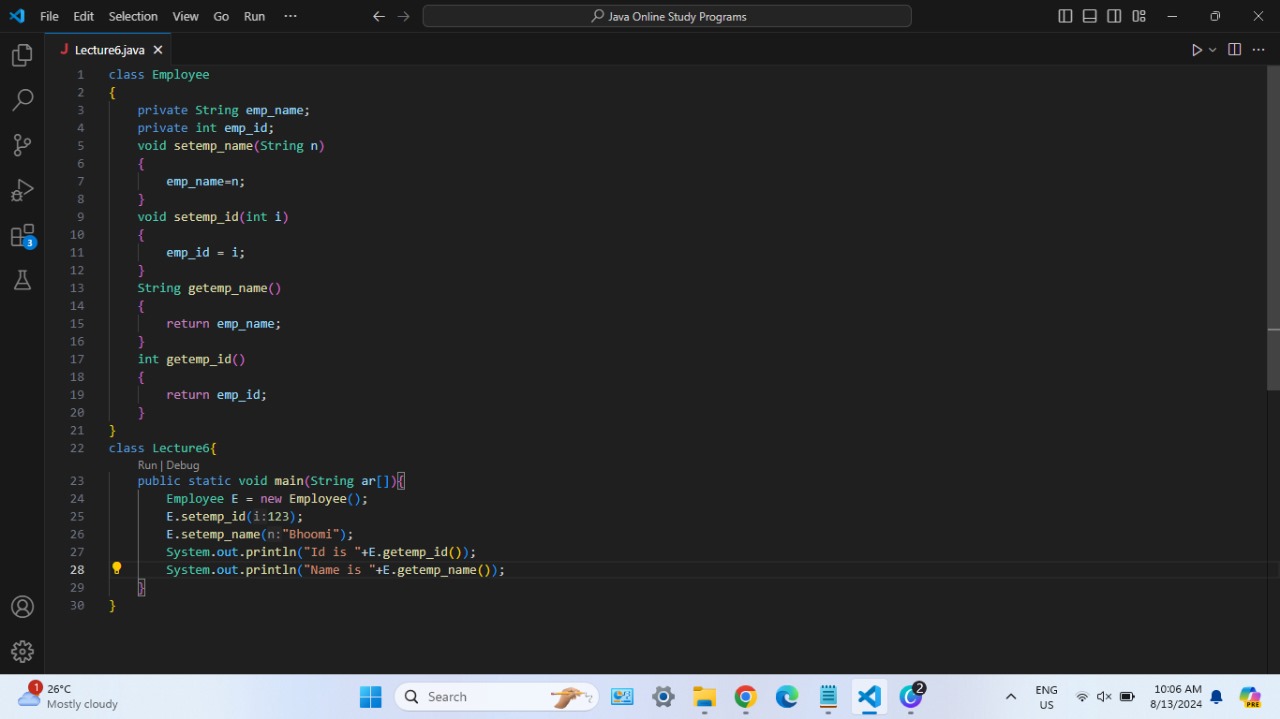 File Edit Selection View Go Run ··· Java Online Study Programs
Lecture6.java
1 class Employee
2 {
3 private String emp_name;
4 private int emp_id;
5 void setemp_name(String n)
6 {
7 emp_name=n;
8 }
9 void setemp_id(int i)
10 {
11 emp_id = i;
12 }
13 String getemp_name()
14 {
15 return emp_name;
16 }
17 int getemp_id()
18 {
19 return emp_id;
20 }
21 }
22 class Lecture6{
Run | Debug
23 public static void main(String ar[]){
24 Employee E = new Employee();
25 E.setemp_id(i:123);
26 E.setemp_name(n:"Bhoomi");
27 System.out.println("Id is "+E.getemp_id());
28 System.out.println("Name is "+E.getemp_name());
29 }
30 }
3
1 26°C
Mostly cloudy
Search
2
ENG
US
10:06 AM
8/13/2024
PRE